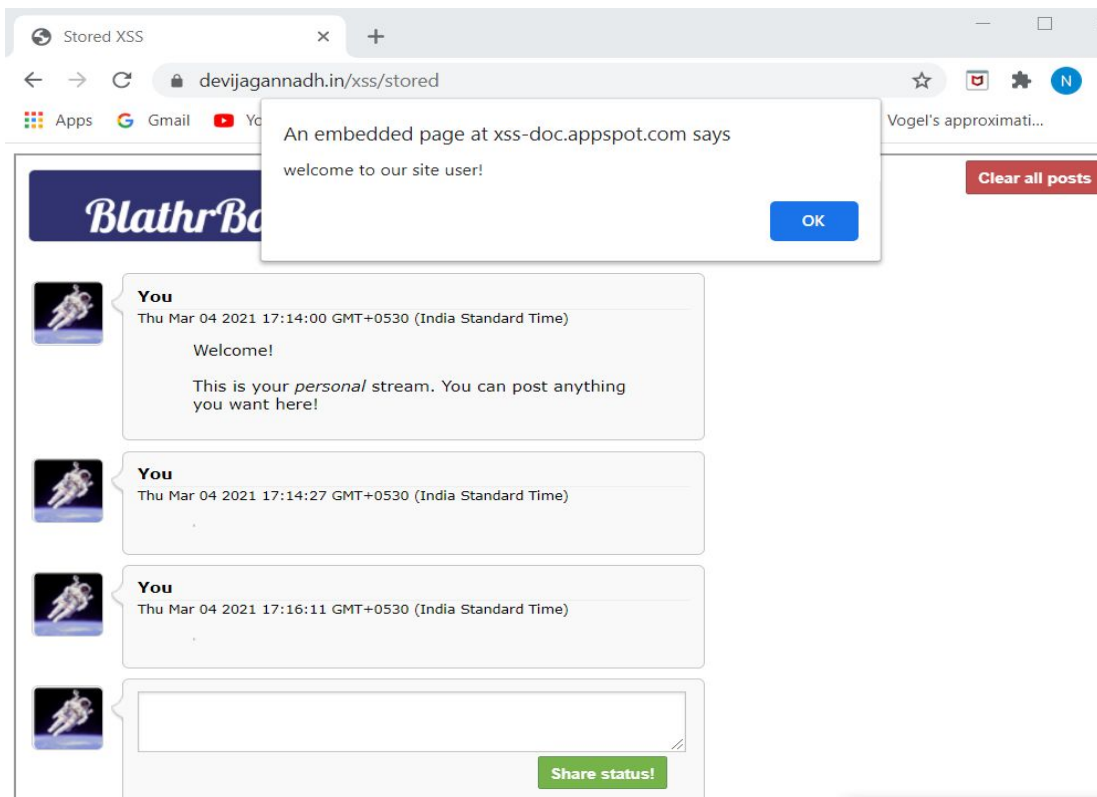 Stored XSS
devijagannadh.in/xss/stored
N
Apps Gmail Yo Vogel's approximati...
An embedded page at xss-doc.appspot.com says
welcome to our site user!
OK
Clear all posts
BlathrBo
You
Thu Mar 04 2021 17:14:00 GMT+0530 (India Standard Time)
Welcome!
This is your personal stream. You can post anything
you want here!
You
Thu Mar 04 2021 17:14:27 GMT+0530 (India Standard Time)
You
Thu Mar 04 2021 17:16:11 GMT+0530 (India Standard Time)
Share status!